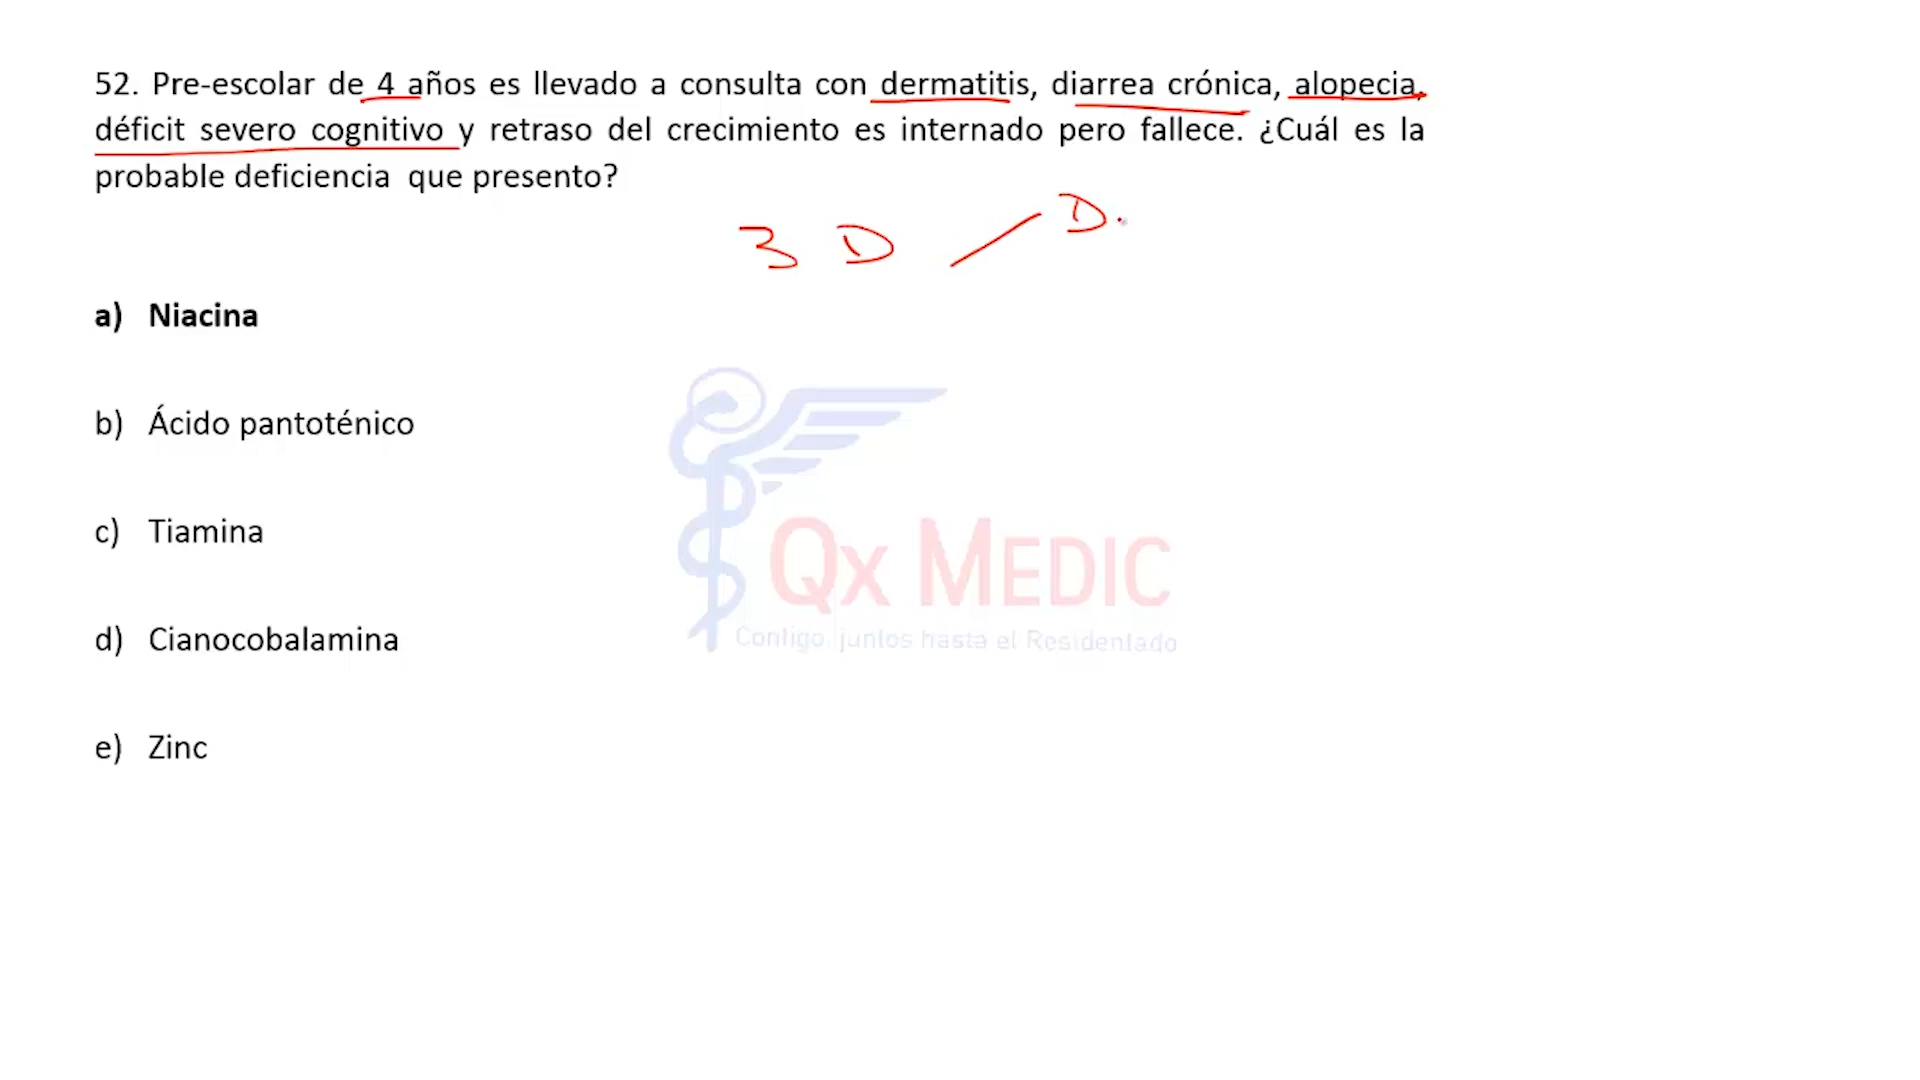 52. Pre-escolar de 4 años es llevado a consulta con dermatitis, diarrea crónica, alopecia,
déficit severo cognitivo y retraso del crecimiento es internado pero fallece. ¿Cuál es la
probable deficiencia que presento?
3 D
D.
a) Niacina
b) Ácido pantoténico
c) Tiamina
d) Cianocobalamina
e) Zinc
Qx MEDIC
Contigo, juntos hasta el Residentado